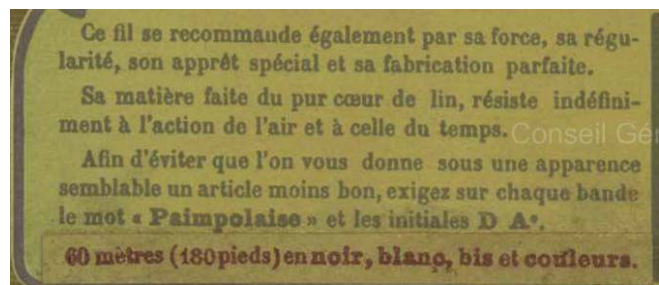 Ce fil se recommande également par sa force, sa régu-
larité, son apprêt spécial et sa fabrication parfaite.
Sa matière faite du pur cœur de lin, résiste indéfini-
ment à l'action de l'air et à celle du temps.
Conseil Gé
Afin d'éviter que l'on vous donne sous une apparence
semblable un article moins bon, exigez sur chaque bande
le mot « Paimpolaise » et les initiales D A*.
60 mètres (180 pieds) en noir, blanc, bis et couleurs.